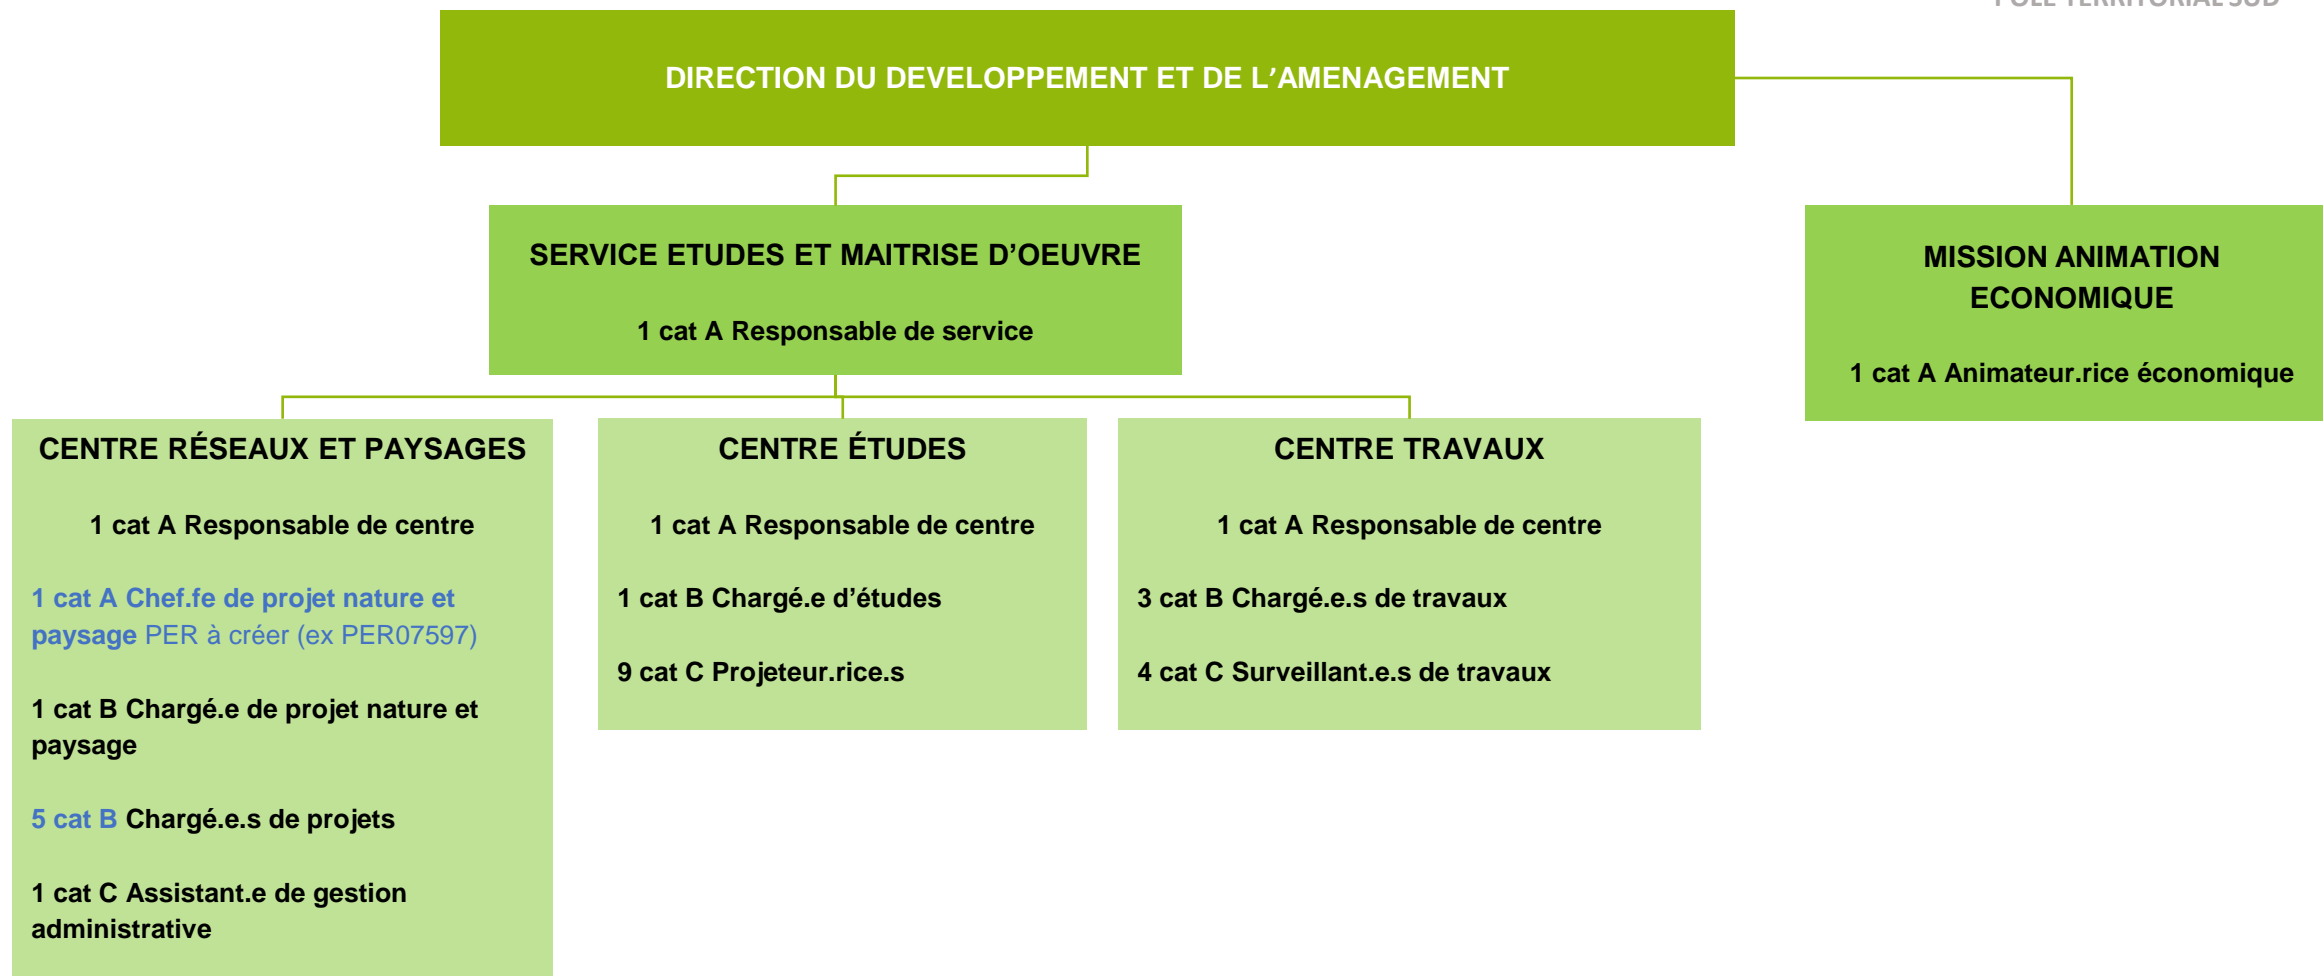 POLE TERRITORIAL SUD
DIRECTION DU DEVELOPPEMENT ET DE L’AMENAGEMENT
SERVICE ETUDES ET MAITRISE D’OEUVRE
1 cat A Responsable de service
MISSION ANIMATION
ECONOMIQUE
1 cat A Animateur.rice économique
CENTRE RÉSEAUX ET PAYSAGES
1 cat A Responsable de centre
1 cat A Chef.fe de projet nature et
paysage PER à créer (ex PER07597)
1 cat B Chargé.e de projet nature et
paysage
5 cat B Chargé.e.s de projets
1 cat C Assistant.e de gestion
administrative
CENTRE ÉTUDES
1 cat A Responsable de centre
1 cat B Chargé.e d’études
9 cat C Projeteur.rice.s
CENTRE TRAVAUX
1 cat A Responsable de centre
3 cat B Chargé.e.s de travaux
4 cat C Surveillant.e.s de travaux